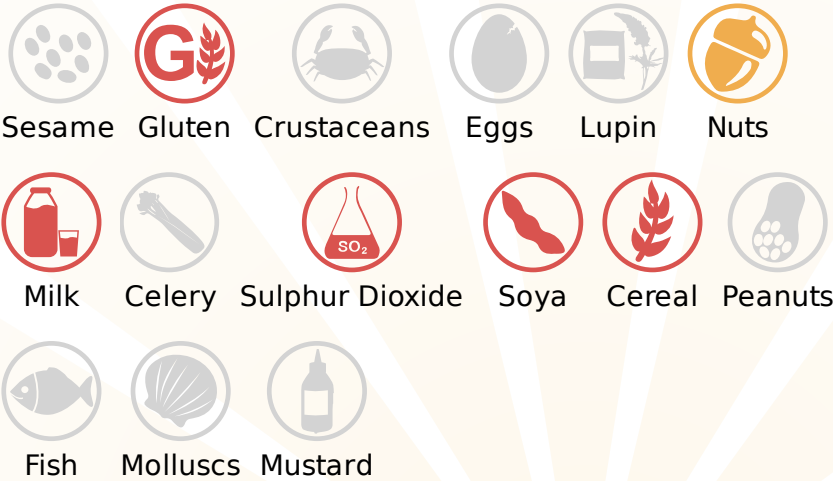 G
Sesame Gluten Crustaceans Eggs Lupin Nuts
SO₂
Milk Celery Sulphur Dioxide Soya Cereal Peanuts
Fish Molluscs Mustard